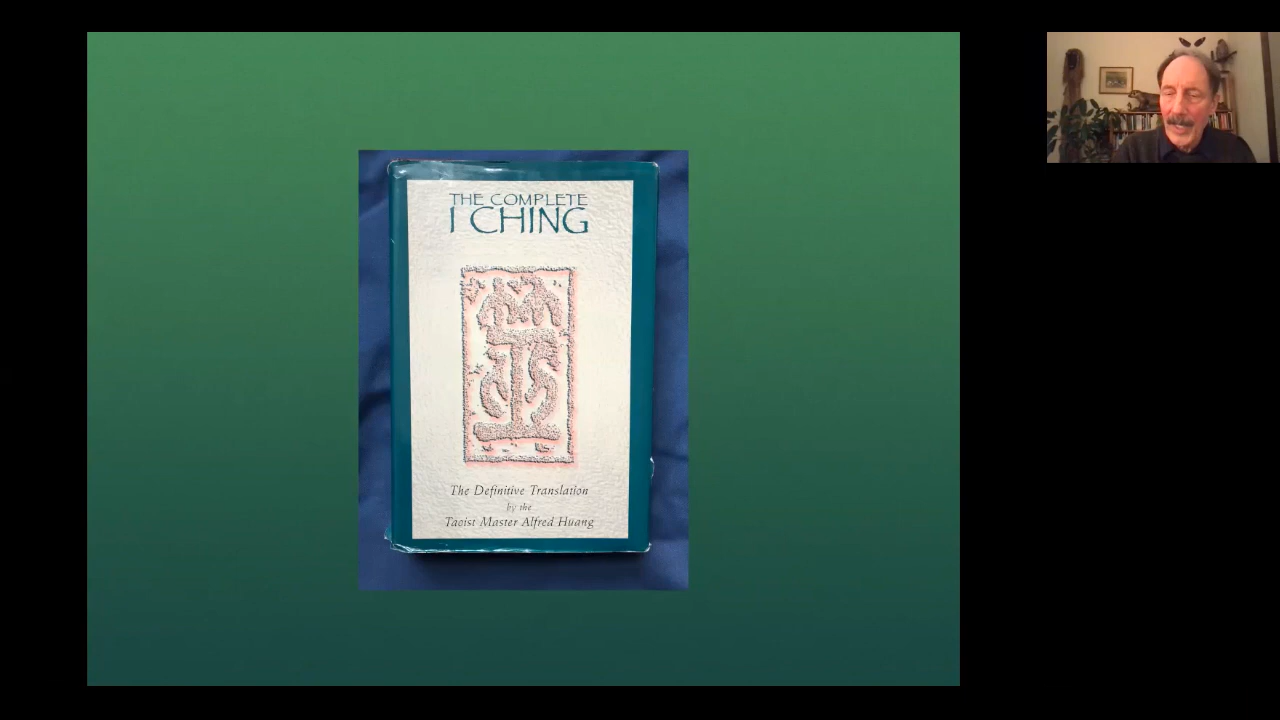 THE COMPLETE
I CHING
The Definitive Translation
by the
Taoist Master Alfred Huang